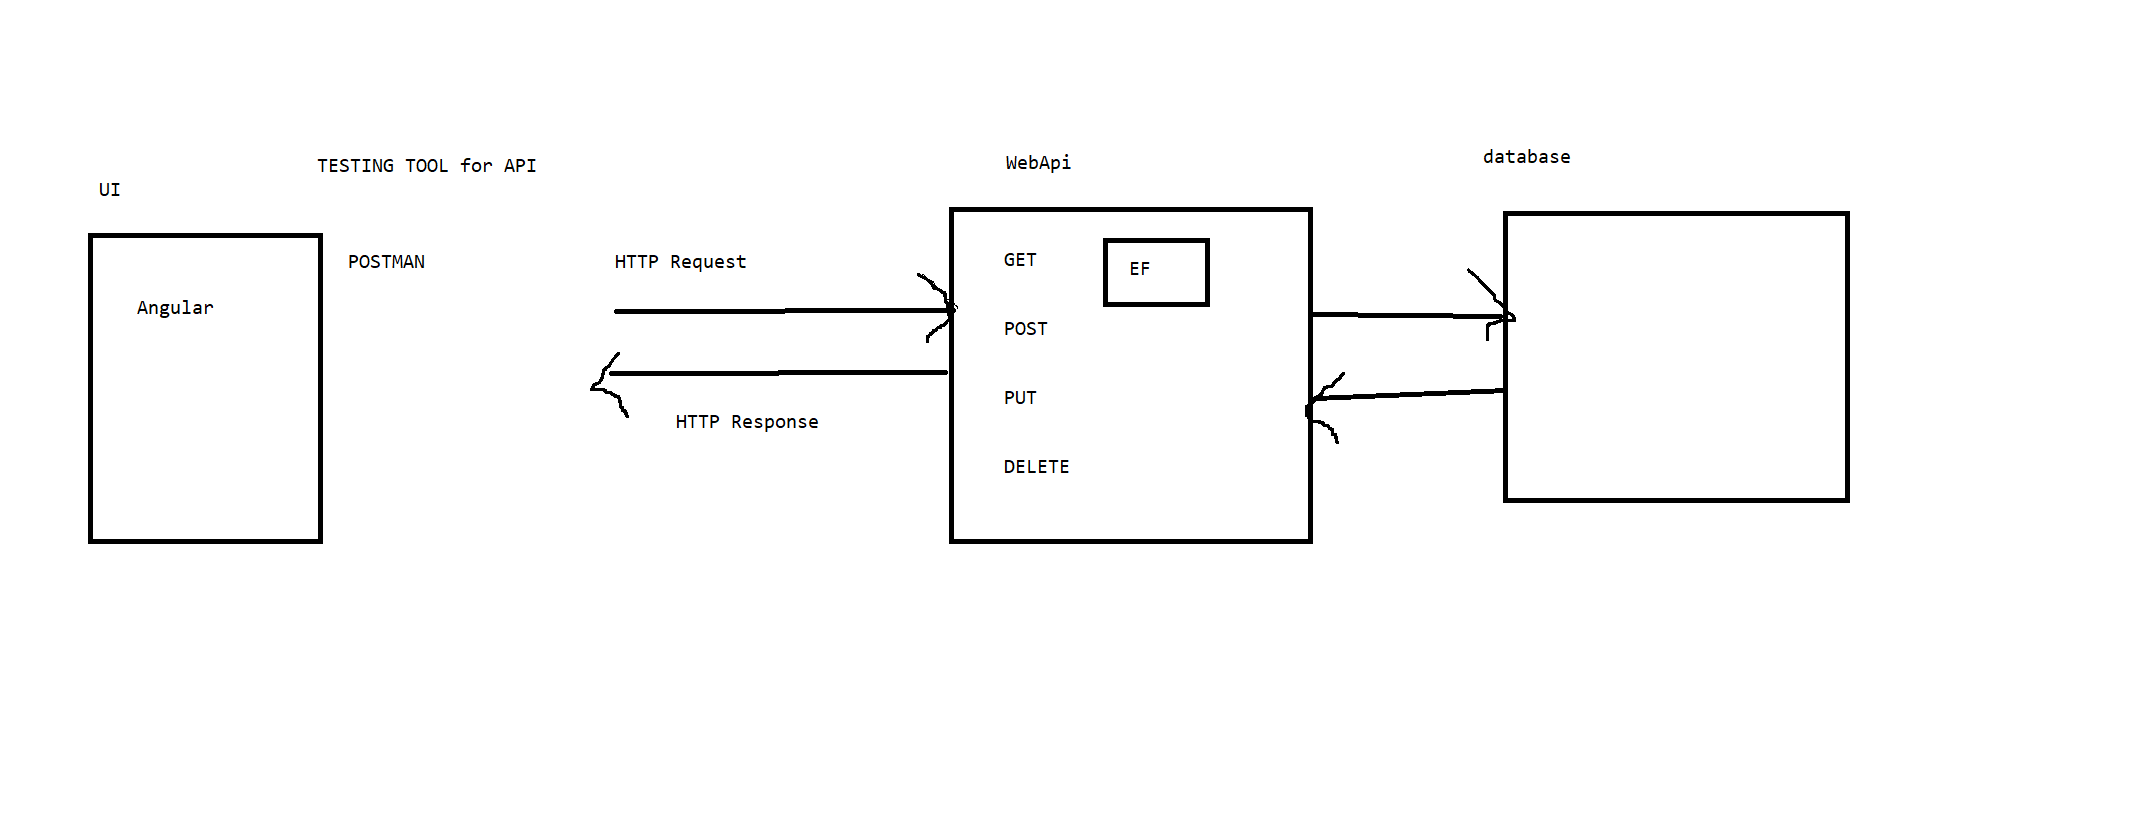 UI
TESTING TOOL for API
WebApi
database
Angular
POSTMAN
HTTP Request
HTTP Response
GET
EF
POST
PUT
DELETE